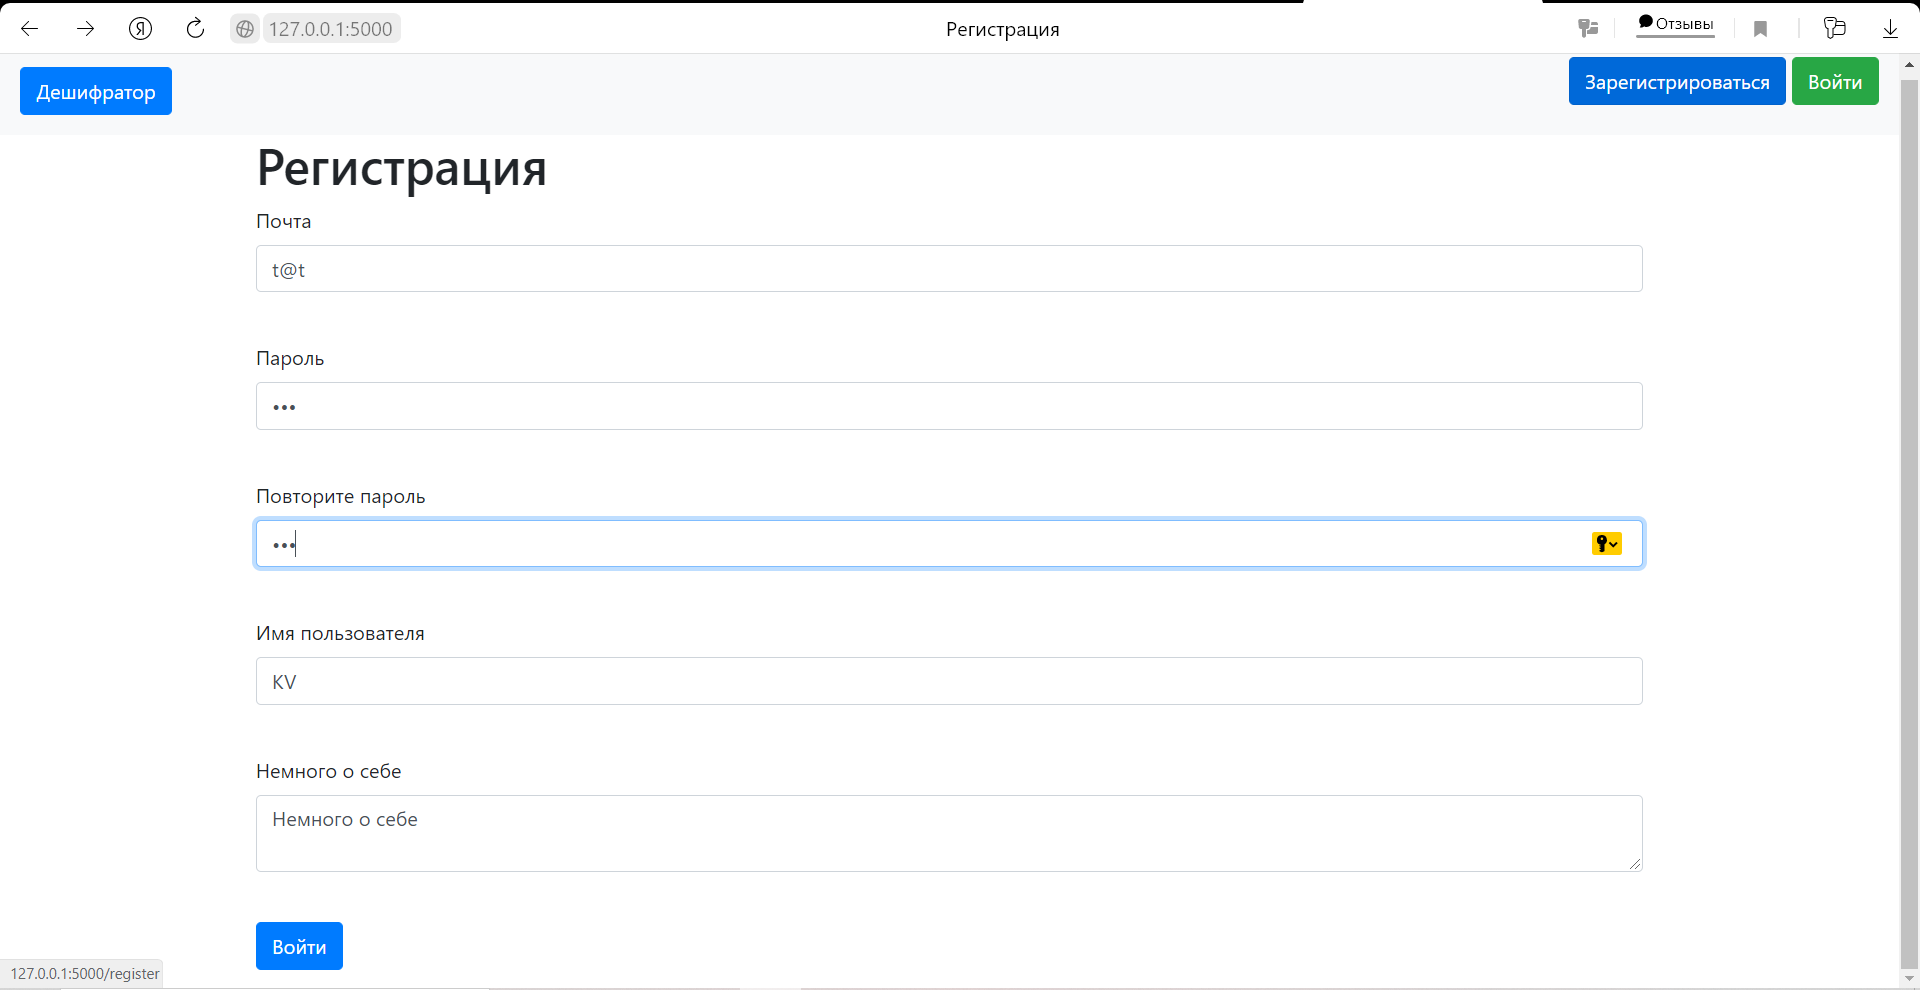 127.0.0.1:5000
Регистрация
Отзывы
Дешифратор
Зарегистрироваться
Войти
Регистрация
Почта
t@t
Пароль
•••
Повторите пароль
•••
Имя пользователя
KV
Немного о себе
Немного о себе
Войти
127.0.0.1:5000/register